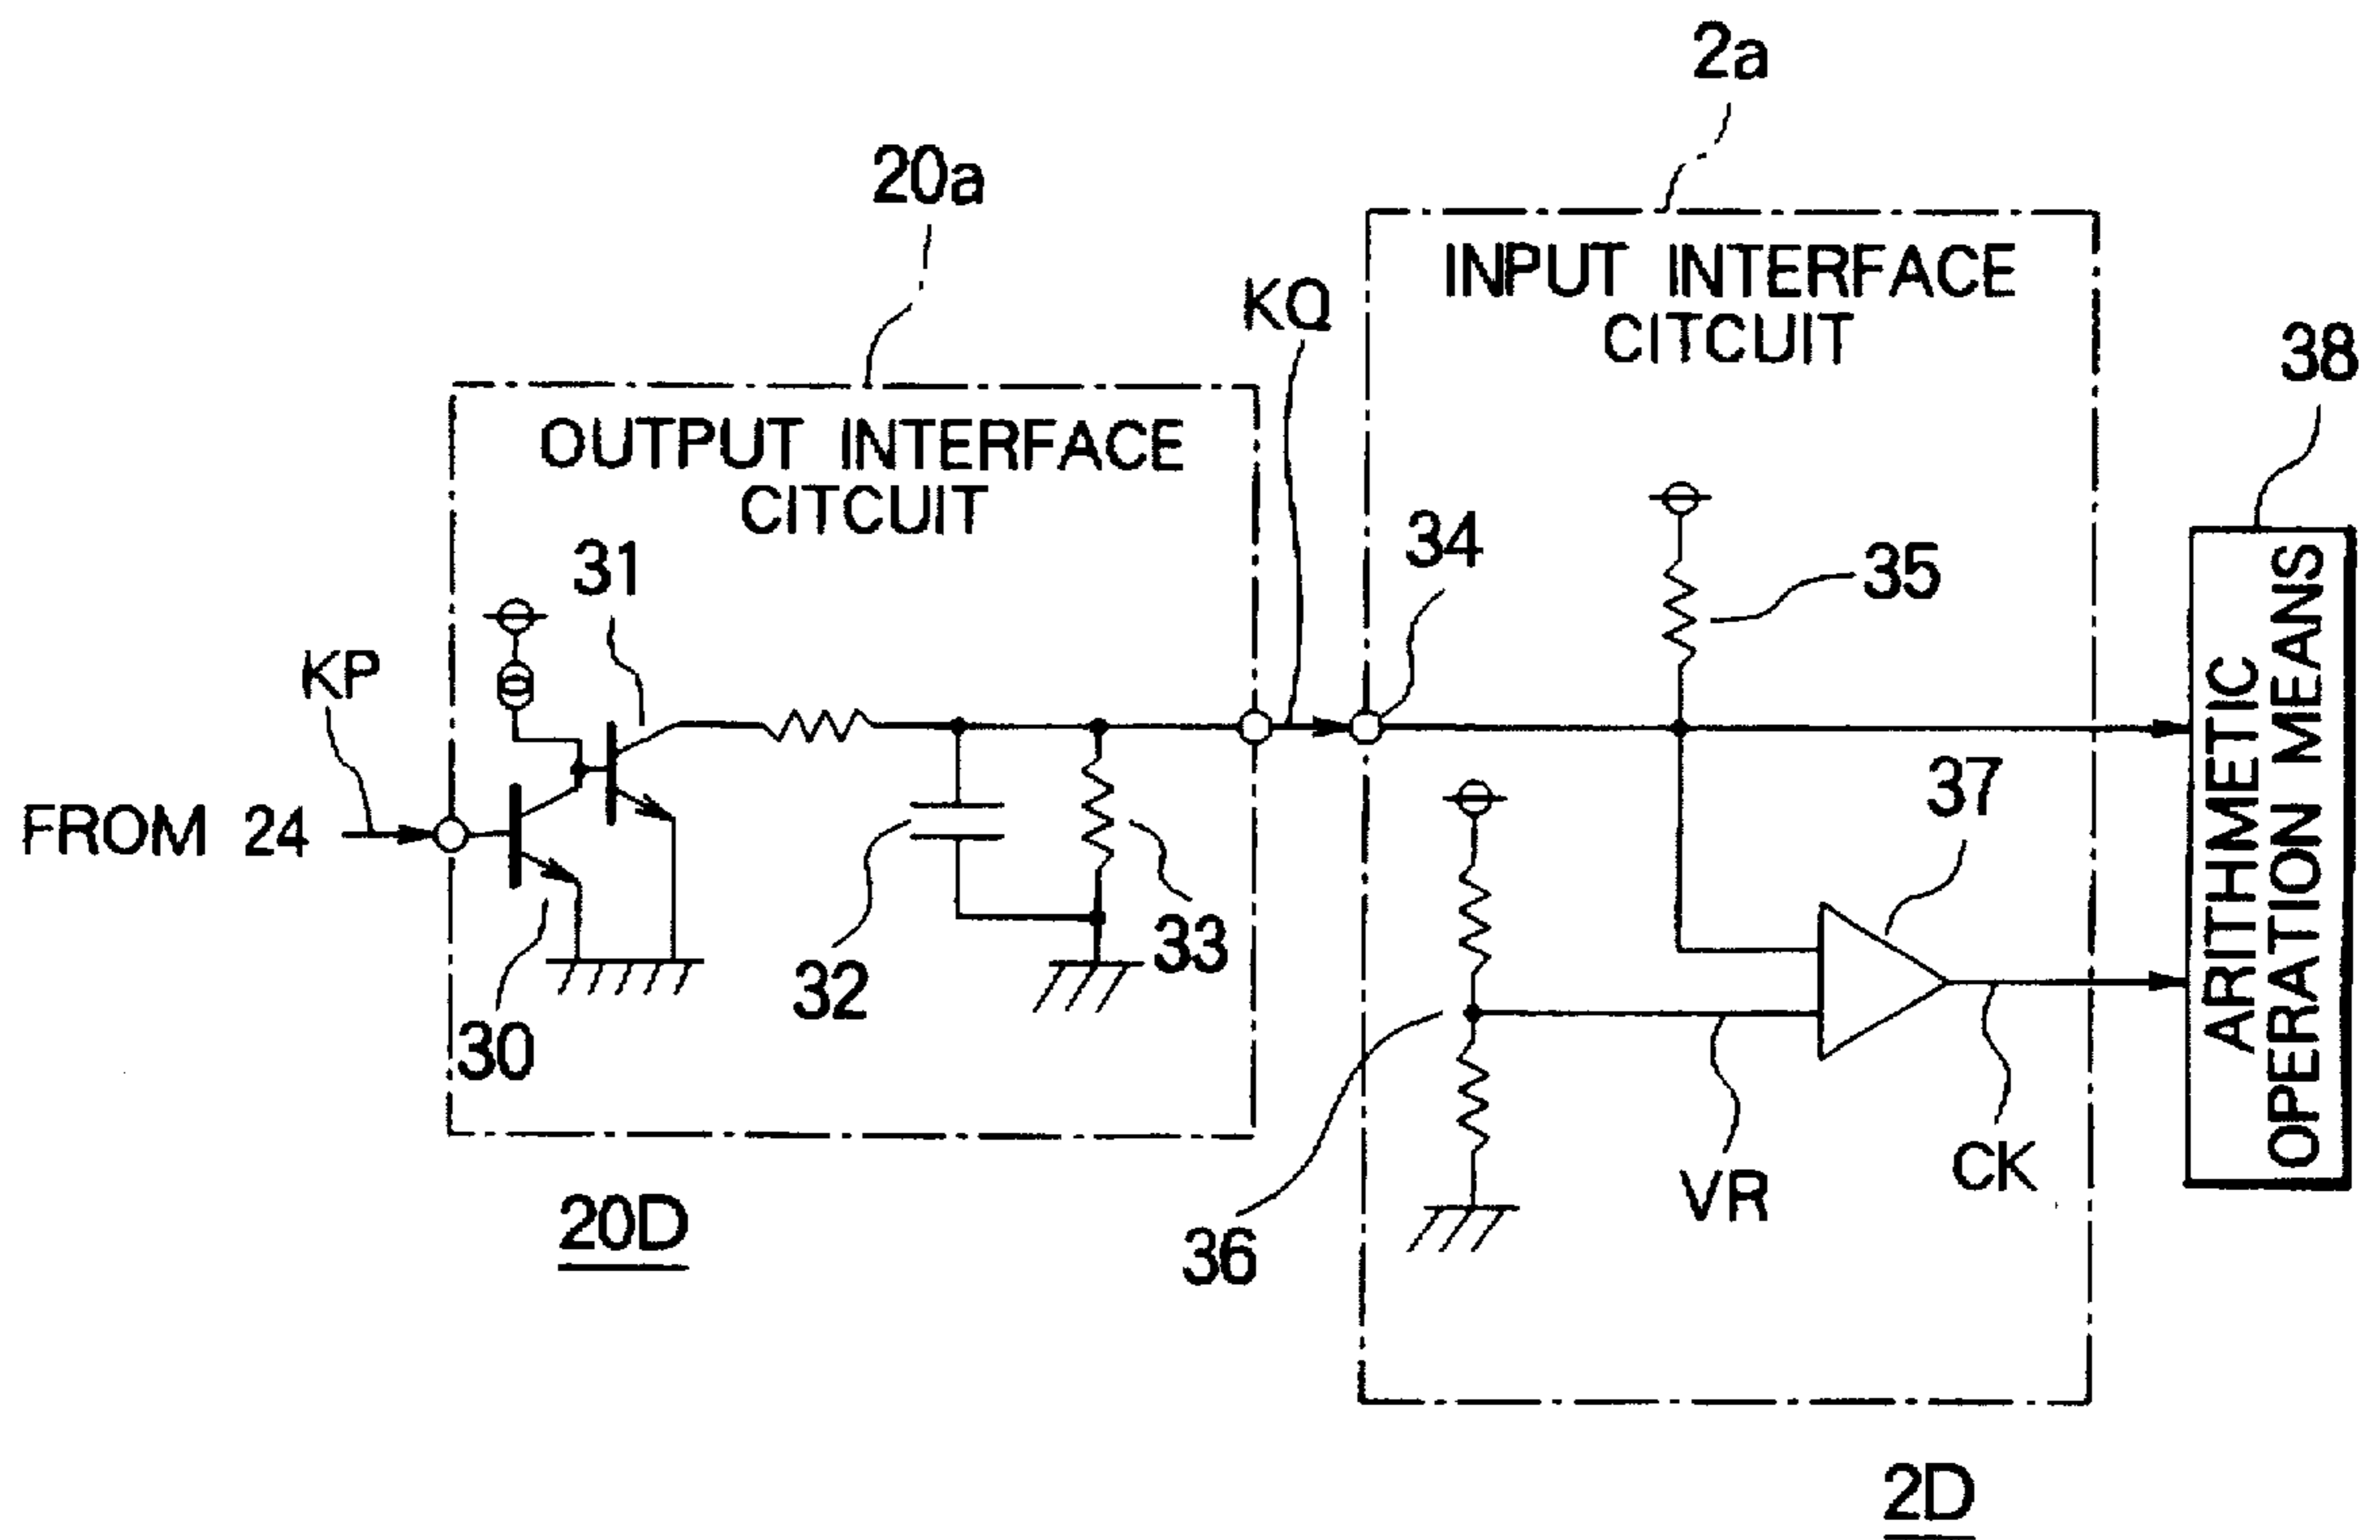 2a
20a
INPUT INTERFACE
CITCUIT
KQ
38
OUTPUT INTERFACE
CITCUIT
34
31
35
KP
ARITHMETIC
OPERATION MEANS
37
FROM 24
33
32
30
VR
CK
20D
36
2D